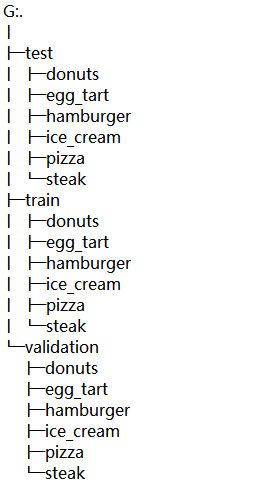 G:.
|
├─test
|  ├─donuts
|  ├─egg_tart
|  ├─hamburger
|  ├─ice_cream
|  ├─pizza
|  └─steak
├─train
|  ├─donuts
|  ├─egg_tart
|  ├─hamburger
|  ├─ice_cream
|  ├─pizza
|  └─steak
└─validation
   ├─donuts
   ├─egg_tart
   ├─hamburger
   ├─ice_cream
   ├─pizza
   └─steak